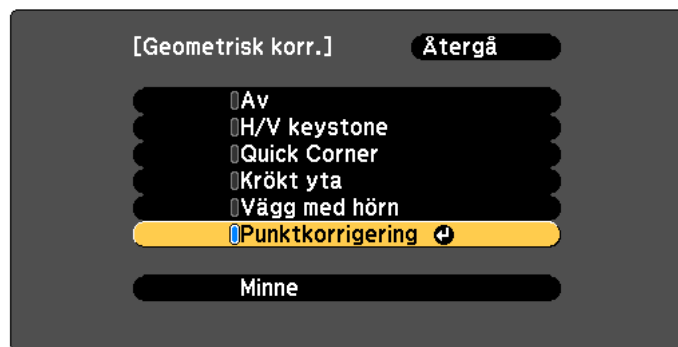 [Geometrisk korr.] Återgå
Av
H/V keystone
Quick Corner
Krökt yta
Vägg med hörn
Punktkorrigering
Minne